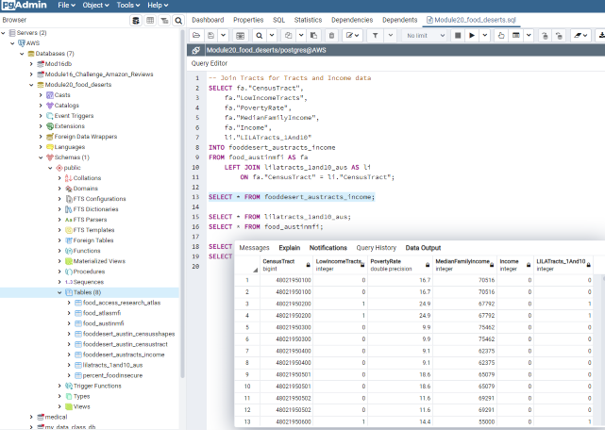 pgAdmin File Object Tools Help
Browser
Dashboard Properties SQL Statistics Dependencies Dependents Module20_food_deserts.sql
Servers (2)
AWS
Databases (7)
Mod16db
Module16_Challenge_Amazon_Reviews
Module20_food_deserts
Casts
Catalogs
Event Triggers
Extensions
Foreign Data Wrappers
Languages
Schemas (1)
public
Collations
Domains
FTS Configurations
FTS Dictionaries
FTS Parsers
FTS Templates
Foreign Tables
Functions
Materialized Views
Procedures
1.3 Sequences
Tables (8)
food_access_research_atlas
food_atlasmfi
food_austinmfi
fooddesert_austin_censusshapes
fooddesert_austin_censustract
fooddesert_austracts_income
lilatracts_1and10_aus
percent_foodinsecure
Trigger Functions
Types
Views
medical
my_data_class_db
No limit
Module20_food_deserts/postgres@AWS
Query Editor
1 -- Join Tracts for Tracts and Income data
2 SELECT fa."CensusTract",
3 fa."LowIncomeTracts",
4 fa."PovertyRate",
5 fa."MedianFamilyIncome",
6 fa."Income",
7 li."LILATracts_1And10"
8 INTO fooddesert_austracts_income
9 FROM food_austinmfi AS fa
10 LEFT JOIN lilatracts_1and10_aus AS li
11 ON fa."CensusTract" = li."CensusTract";
12
13 SELECT * FROM fooddesert_austracts_income;
14
15 SELECT * FROM lilatracts_1and10_aus;
16 SELECT * FROM food_austinmfi;
17
18 SELECT
19 SELECT
20
Messages Explain Notifications Query History Data Output
CensusTract LowIncomeTracts PovertyRate MedianFamilyIncome Income LILATracts_1And10
bigint integer double precision integer integer integer
1 48021950100 0 16.7 70516 0 0
2 48021950100 0 16.7 70516 0 0
3 48021950200 1 24.9 67792 0 1
4 48021950200 1 24.9 67792 0 1
5 48021950300 0 9.9 75462 0 0
6 48021950300 0 9.9 75462 0 0
7 48021950400 0 9.1 62375 0 0
8 48021950400 0 9.1 62375 0 0
9 48021950501 0 18.6 65079 0 0
10 48021950501 0 18.6 65079 0 0
11 48021950502 0 11.6 69291 0 0
12 48021950502 0 11.6 69291 0 0
13 48021950600 1 14.4 55000 0 1